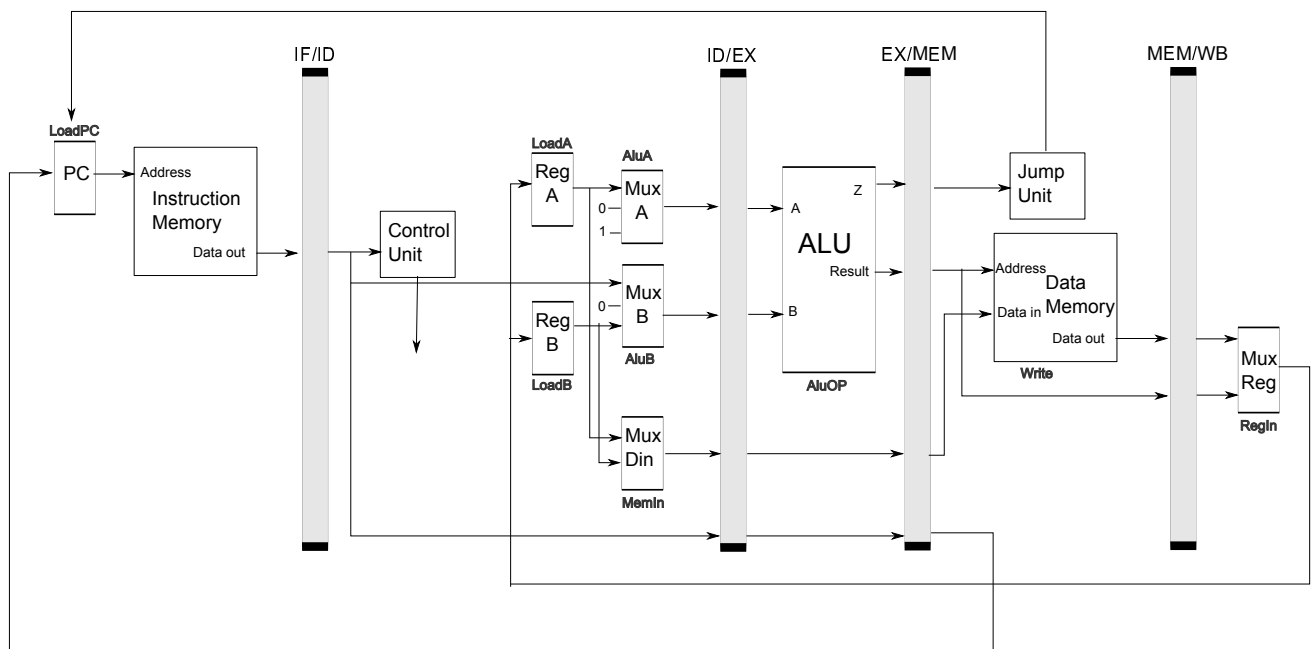 IF/ID
ID/EX
EX/MEM
MEM/WB
LoadPC
PC
Address
Instruction
Memory
Data out
Control
Unit
LoadA
Reg
A
AluA
Mux
A
0
1
Mux
B
0
AluB
Reg
B
LoadB
Mux
Din
MemIn
A
Z
ALU
Result
B
AluOP
Jump
Unit
Address
Data
Memory
Data in
Data out
Write
Mux
Reg
RegIn